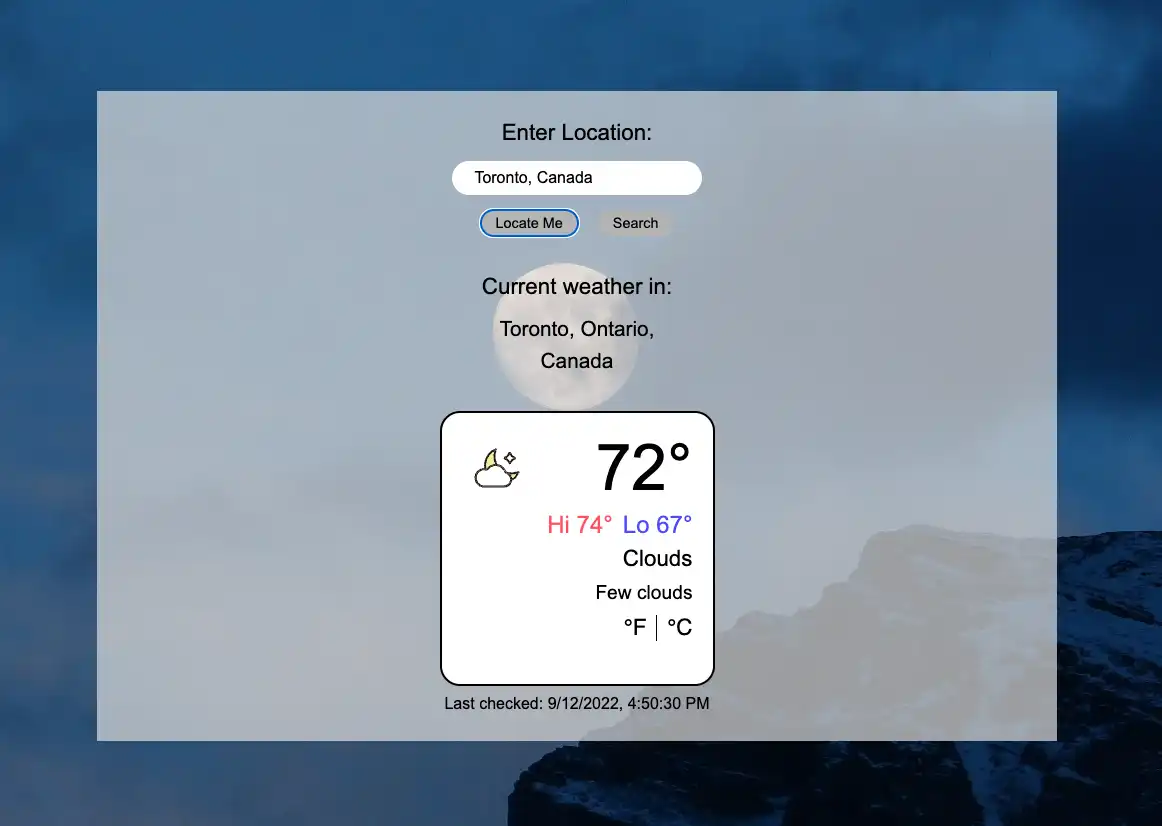 Enter Location:
Toronto, Canada
Locate Me Search
Current weather in:
Toronto, Ontario,
Canada
72°
Hi 74° Lo 67°
Clouds
Few clouds
°F | °C
Last checked: 9/12/2022, 4:50:30 PM